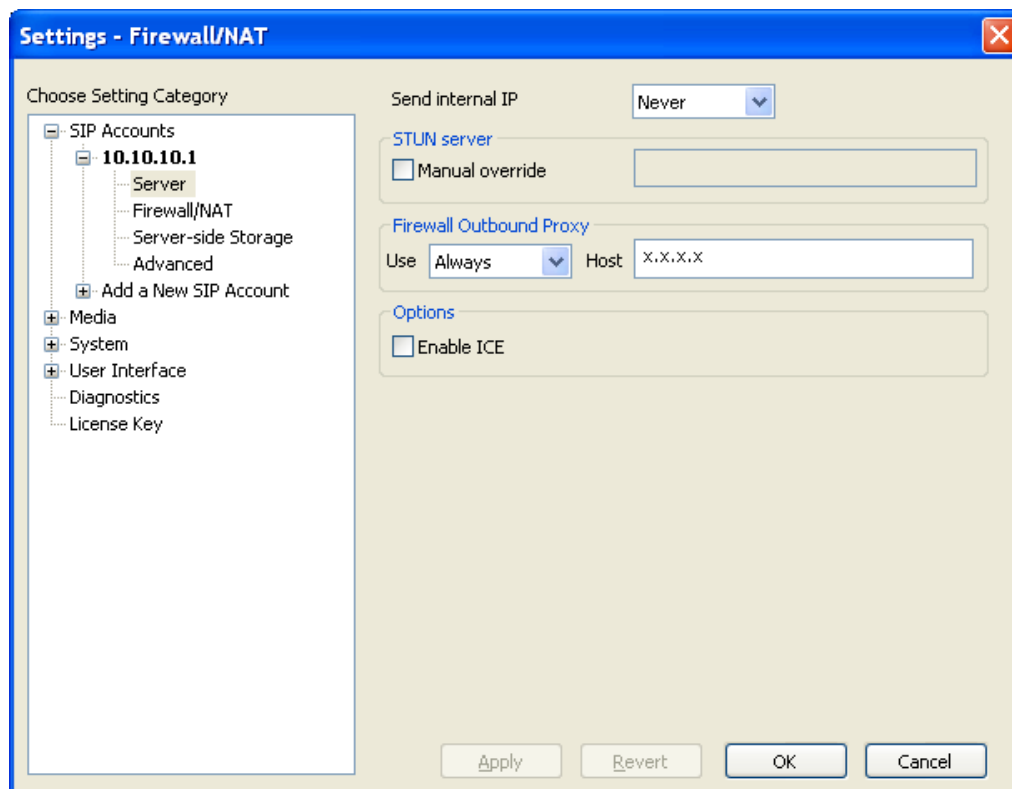 Settings - Firewall/NAT
Choose Setting Category
SIP Accounts
10.10.10.1
Server
Firewall/NAT
Server-side Storage
Advanced
Add a New SIP Account
Media
System
User Interface
Diagnostics
License Key
Send internal IP Never
STUN server
Manual override
Firewall Outbound Proxy
Use Always Host x.x.x.x
Options
Enable ICE
Apply Revert OK Cancel